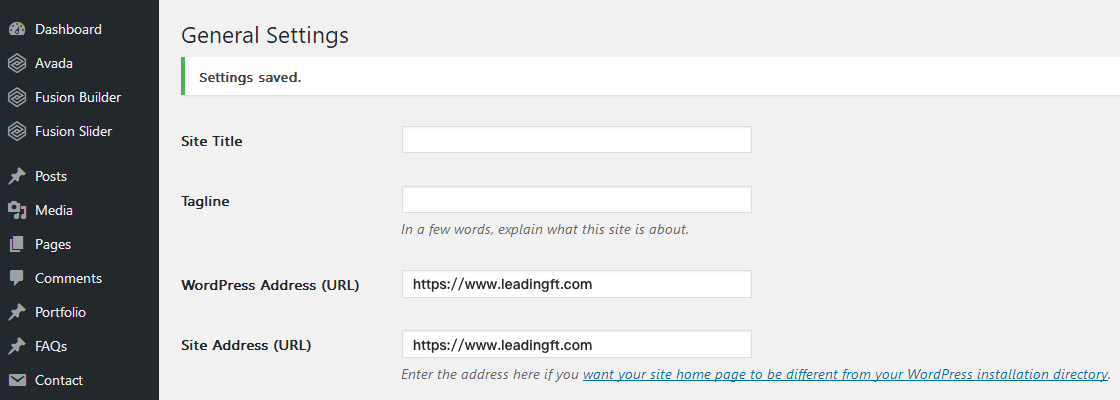 Dashboard
Avada
Fusion Builder
Fusion Slider
Posts
Media
Pages
Comments
Portfolio
FAQs
Contact
General Settings
Settings saved.
Site Title
Tagline
In a few words, explain what this site is about.
WordPress Address (URL) https://www.leadingft.com
Site Address (URL) https://www.leadingft.com
Enter the address here if you want your site home page to be different from your WordPress installation directory.